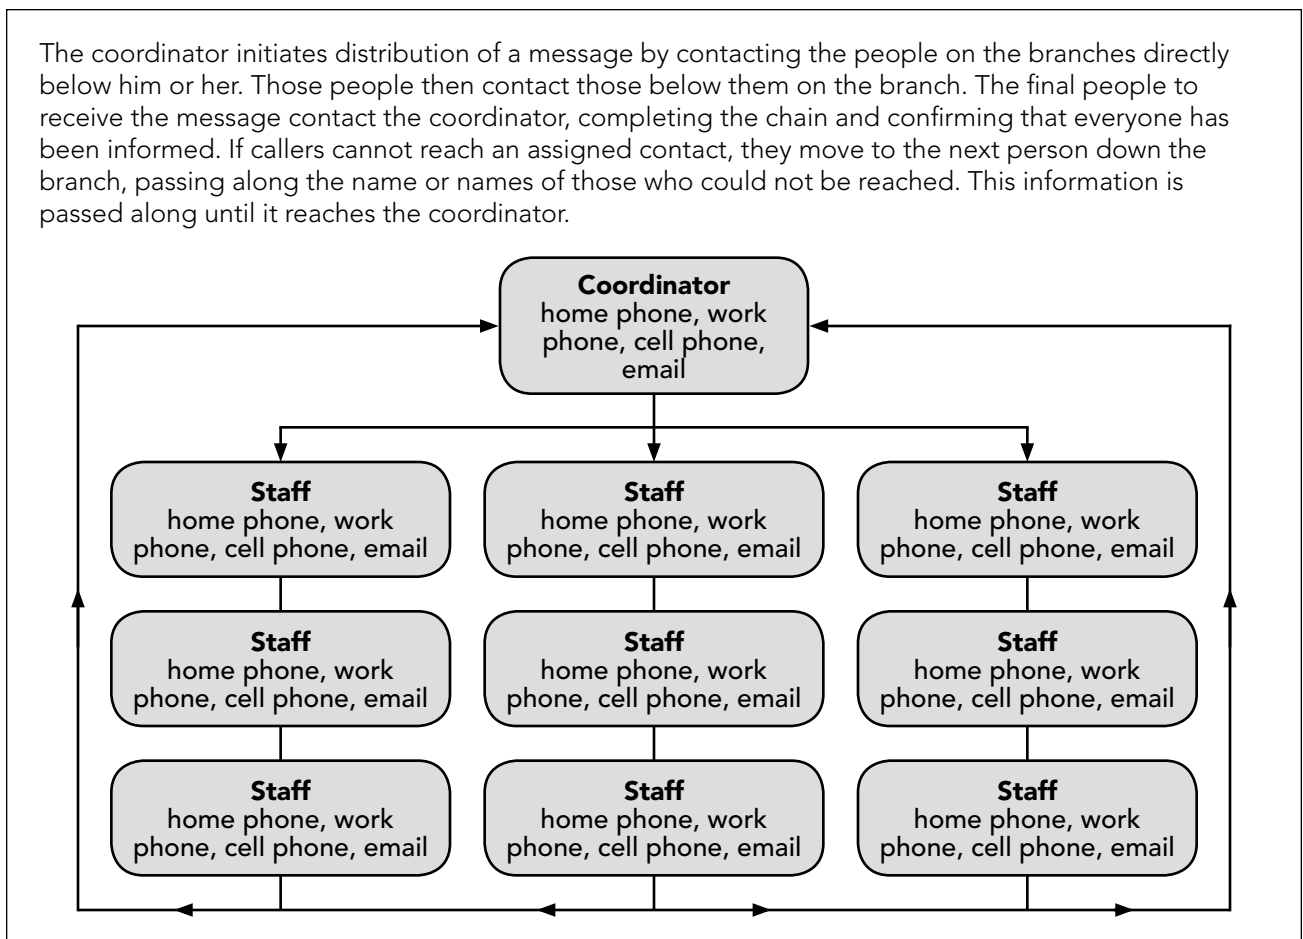 The coordinator initiates distribution of a message by contacting the people on the branches directly
below him or her. Those people then contact those below them on the branch. The final people to
receive the message contact the coordinator, completing the chain and confirming that everyone has
been informed. If callers cannot reach an assigned contact, they move to the next person down the
branch, passing along the name or names of those who could not be reached. This information is
passed along until it reaches the coordinator.
Coordinator
home phone, work
phone, cell phone,
email
Staff
home phone, work
phone, cell phone, email
Staff
home phone, work
phone, cell phone, email
Staff
home phone, work
phone, cell phone, email
Staff
home phone, work
phone, cell phone, email
Staff
home phone, work
phone, cell phone, email
Staff
home phone, work
phone, cell phone, email
Staff
home phone, work
phone, cell phone, email
Staff
home phone, work
phone, cell phone, email
Staff
home phone, work
phone, cell phone, email